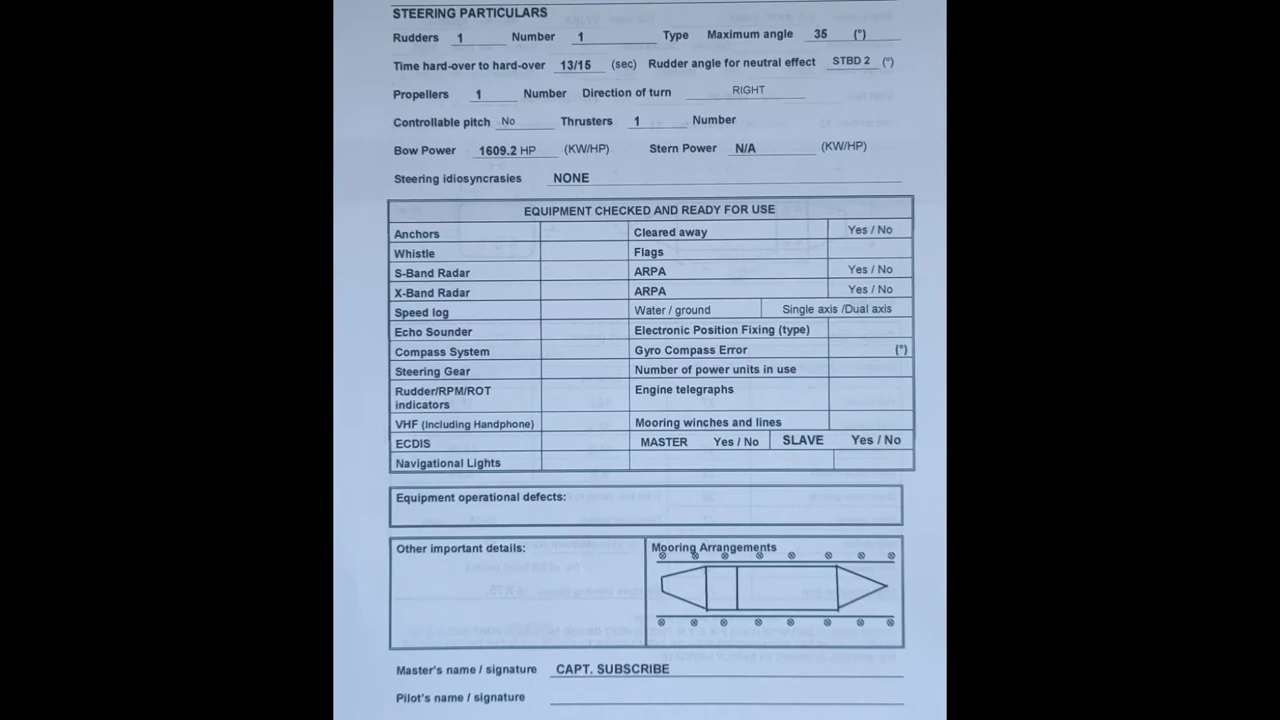 STEERING PARTICULARS
Rudders 1 Number 1 Type Maximum angle 35 (°)
Time hard-over to hard-over 13/15 (sec) Rudder angle for neutral effect STBD 2 (°)
Propellers 1 Number Direction of turn RIGHT
Controllable pitch No Thrusters 1 Number
Bow Power 1609.2 HP (KW/HP) Stern Power N/A (KW/HP)
Steering idiosyncrasies NONE
EQUIPMENT CHECKED AND READY FOR USE
Anchors Cleared away Yes / No
Whistle Flags
S-Band Radar ARPA Yes / No
X-Band Radar ARPA Yes / No
Speed log Water / ground Single axis /Dual axis
Echo Sounder Electronic Position Fixing (type)
Compass System Gyro Compass Error (°)
Steering Gear Number of power units in use
Rudder/RPM/ROT Engine telegraphs
indicators
VHF (Including Handphone) Mooring winches and lines
ECDIS MASTER Yes / No SLAVE Yes / No
Navigational Lights
Equipment operational defects:
Other important details: Mooring Arrangements
Master's name / signature CAPT. SUBSCRIBE
Pilot's name / signature